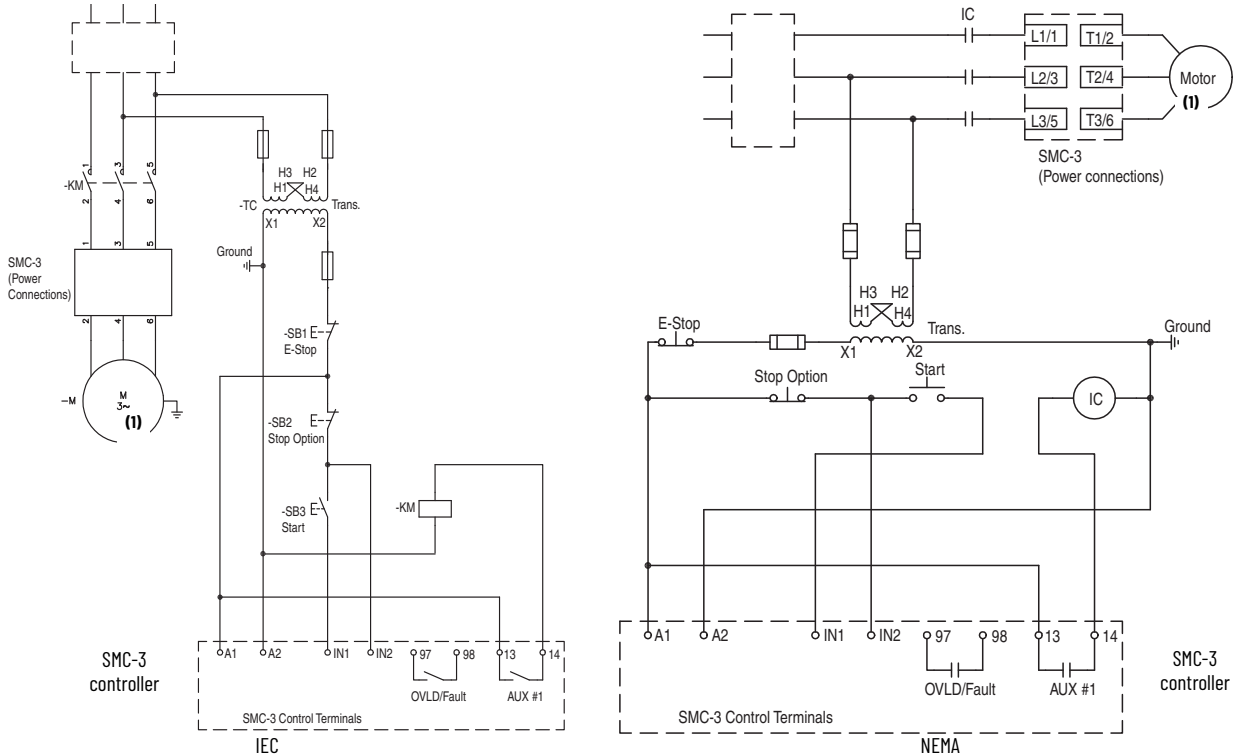 1
3
5
-KM
2
4
6
1
3
5
SMC-3
(Power
Connections)
2
4
6
-M
M
3~
(1)
H3 H2
H1 H4
-TC
Trans.
X1 X2
Ground
-SB1
E-Stop
-SB2
Stop Option
-SB3
Start
-KM
SMC-3
controller
A1
A2
IN1
IN2
97
98
13
14
OVLD/Fault
AUX #1
SMC-3 Control Terminals
IEC
IC
L1/1 T1/2
L2/3 T2/4
L3/5 T3/6
Motor
(1)
SMC-3
(Power connections)
H3 H2
H1 H4
Trans.
X1 X2
E-Stop
Ground
Stop Option
Start
IC
A1
A2
IN1
IN2
97
98
13
14
OVLD/Fault
AUX #1
SMC-3 Control Terminals
SMC-3
controller
NEMA